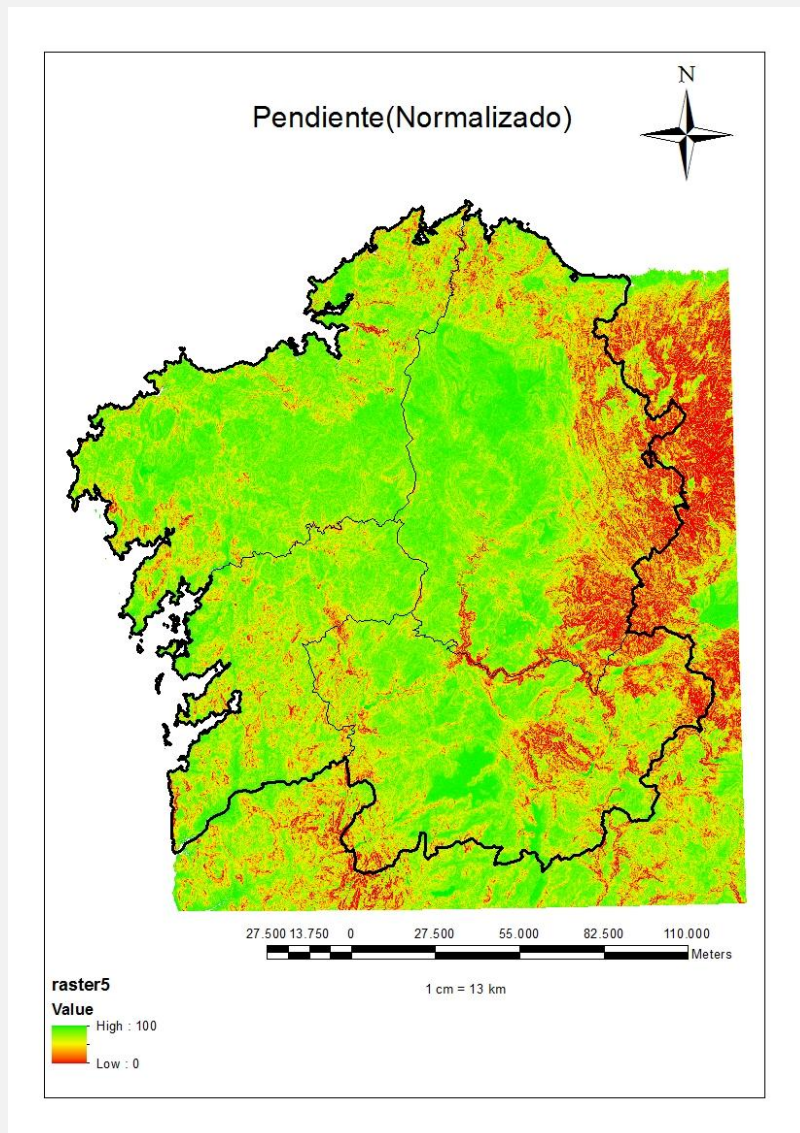 N
Pendiente(Normalizado)
27.500 13.750 0 27.500 55.000 82.500 110.000
Meters
1 cm = 13 km
raster5
Value
High : 100
Low : 0